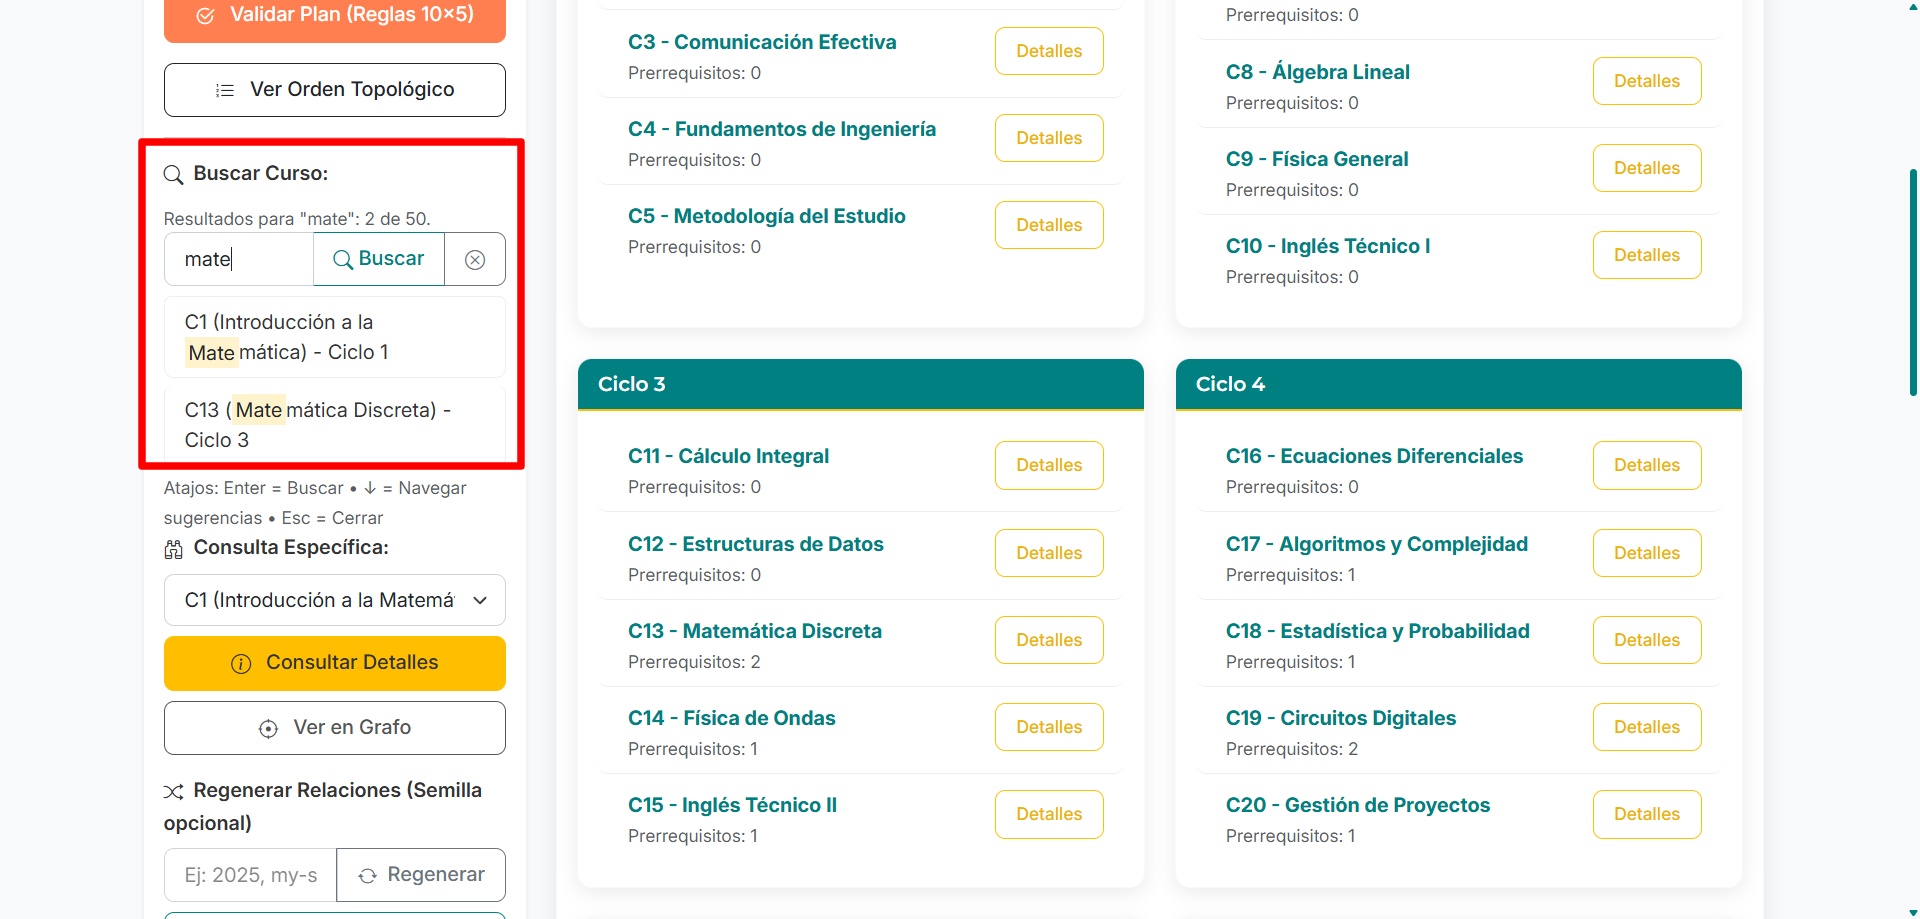 Validar Plan (Reglas 10×5)
Ver Orden Topológico
Buscar Curso:
Resultados para "mate": 2 de 50.
mate
Buscar
C1 (Introducción a la
Matemática) - Ciclo 1
C13 (Matemática Discreta) -
Ciclo 3
Atajos: Enter = Buscar • ↓ = Navegar
sugerencias • Esc = Cerrar
Consulta Específica:
C1 (Introducción a la Matemá
Consultar Detalles
Ver en Grafo
Regenerar Relaciones (Semilla
opcional)
Ej: 2025, my-s
Regenerar
C3 - Comunicación Efectiva
Prerrequisitos: 0
Detalles
C4 - Fundamentos de Ingeniería
Prerrequisitos: 0
Detalles
C5 - Metodología del Estudio
Prerrequisitos: 0
Detalles
Prerrequisitos: 0
C8 - Álgebra Lineal
Prerrequisitos: 0
Detalles
C9 - Física General
Prerrequisitos: 0
Detalles
C10 - Inglés Técnico I
Prerrequisitos: 0
Detalles
Ciclo 3
C11 - Cálculo Integral
Prerrequisitos: 0
Detalles
C12 - Estructuras de Datos
Prerrequisitos: 0
Detalles
C13 - Matemática Discreta
Prerrequisitos: 2
Detalles
C14 - Física de Ondas
Prerrequisitos: 1
Detalles
C15 - Inglés Técnico II
Prerrequisitos: 1
Detalles
Ciclo 4
C16 - Ecuaciones Diferenciales
Prerrequisitos: 0
Detalles
C17 - Algoritmos y Complejidad
Prerrequisitos: 1
Detalles
C18 - Estadística y Probabilidad
Prerrequisitos: 1
Detalles
C19 - Circuitos Digitales
Prerrequisitos: 2
Detalles
C20 - Gestión de Proyectos
Prerrequisitos: 1
Detalles